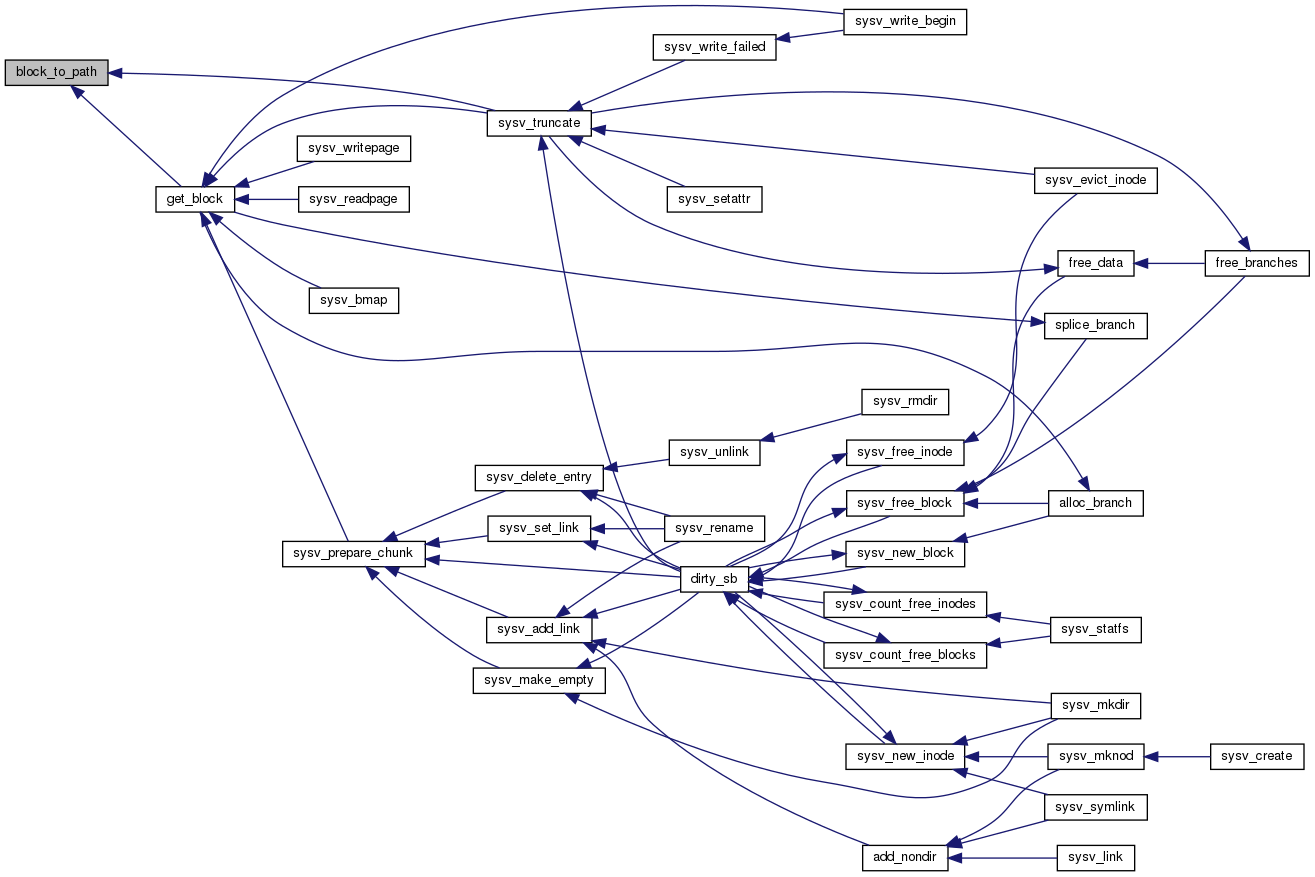 sysv_write_begin
sysv_write_failed
block_to_path
sysv_truncate
sysv_writepage
sysv_evict_inode
get_block
sysv_readpage
sysv_setattr
free_data
free_branches
sysv_bmap
splice_branch
sysv_rmdir
sysv_unlink
sysv_free_inode
sysv_delete_entry
sysv_free_block
alloc_branch
sysv_set_link
sysv_rename
sysv_prepare_chunk
sysv_new_block
dirty_sb
sysv_count_free_inodes
sysv_add_link
sysv_statfs
sysv_count_free_blocks
sysv_make_empty
sysv_mkdir
sysv_new_inode
sysv_mknod
sysv_create
sysv_symlink
add_nondir
sysv_link